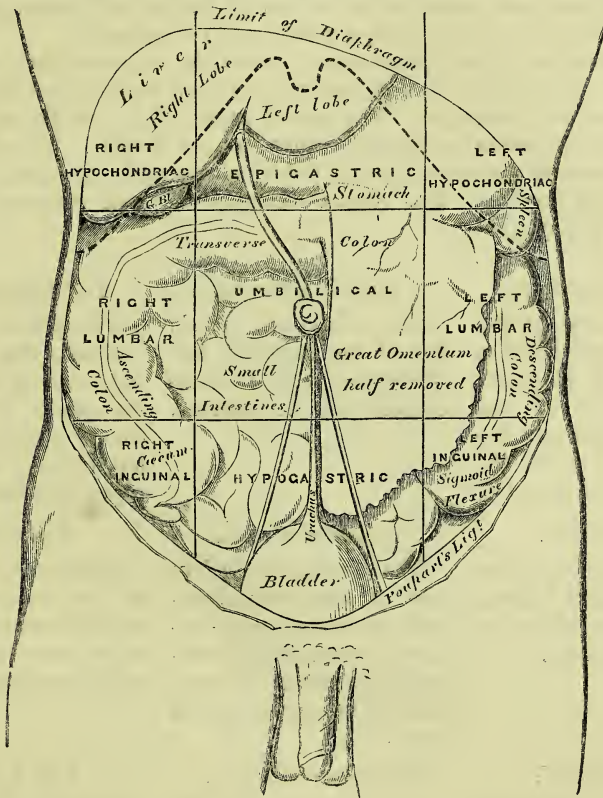 Limit of Diaphragm
Liver
Right Lobe
Left lobe
RIGHT
HYPOCHONDRIAC
EPIGASTRIC
LEFT
HYPOCHONDRIAC
G. Bl.
Stomach
Spleen
Transverse Colon
UMBILICAL
RIGHT
LUMBAR
LEFT
LUMBAR
Ascending
Colon
Small
Intestines
Great Omentum
half removed
Descending
Colon
RIGHT
Cæcum
INGUINAL
HYPOGASTRIC
LEFT
INGUINAL
Sigmoid
Flexure
Urachus
Bladder
Poupart's Ligt